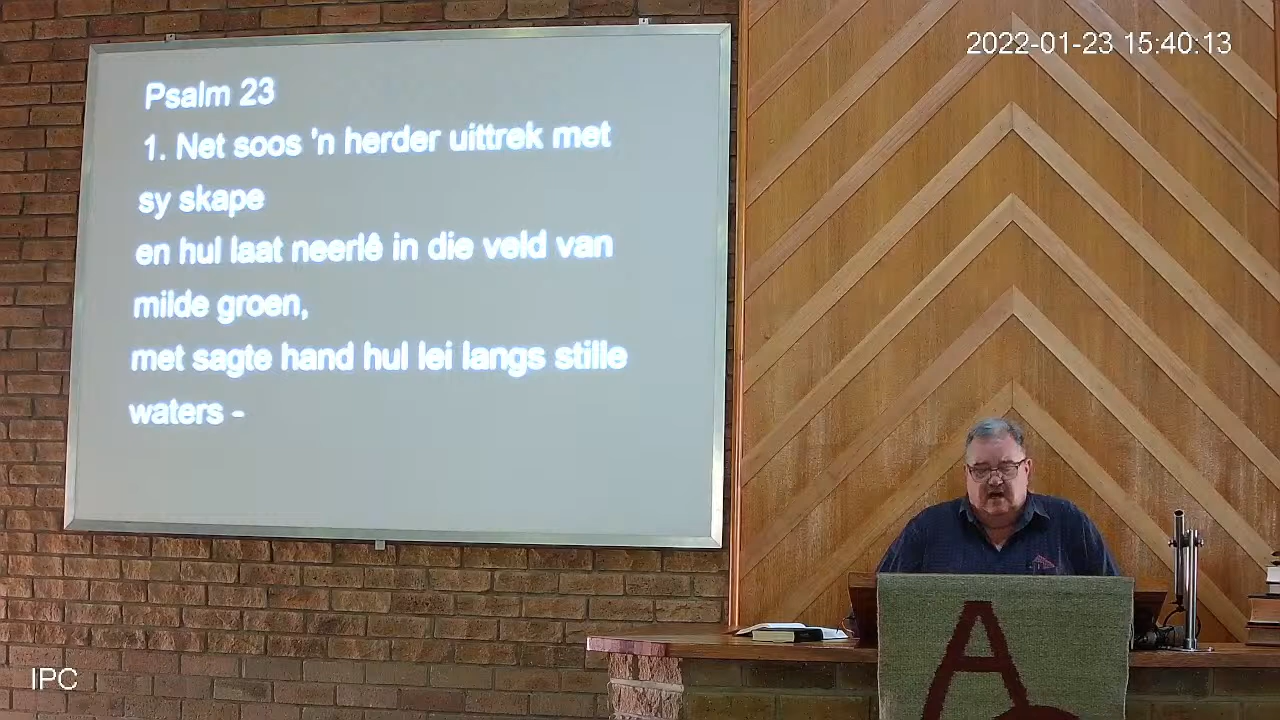 2022-01-23 15:40:13
Psalm 23
1. Net soos 'n herder uittrek met
sy skape
en hul laat neerlê in die veld van
milde groen,
met sagte hand hul lei langs stille
waters -
A
IPC